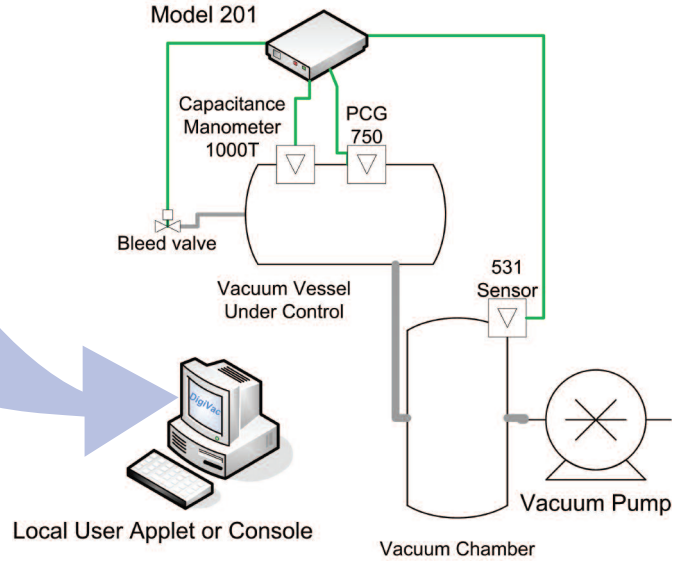 Model 201
Capacitance
Manometer
1000T
PCG
750
Bleed valve
Vacuum Vessel
Under Control
531
Sensor
DigiVac
Vacuum Pump
Local User Applet or Console
Vacuum Chamber